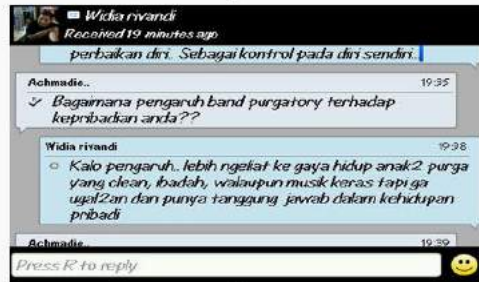 Widia rivandi
Received 19 minutes ago
perbaikan diri. Sebagai kontrol pada diri sendiri..
Achmadie.. 19:35
Bagaimana pengaruh band purgatory terhadap
kepribadian anda??
Widia rivandi 19:38
Kalo pengaruh.. lebih ngeliat ke gaya hidup anak2 purga
yang clean, ibadah, walaupun musik keras tapi ga
ugal2an dan punya tanggung jawab dalam kehidupan
pribadi
Achmadie.. 19:39
Press R to reply